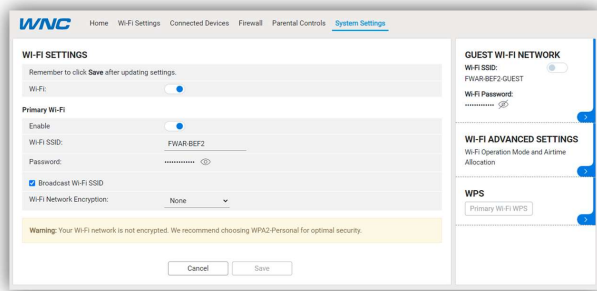 WNC
Home Wi-Fi Settings Connected Devices Firewall Parental Controls System Settings
WI-FI SETTINGS
Remember to click Save after updating settings.
Wi-Fi:
Primary Wi-Fi
Enable
Wi-Fi SSID: FWAR-BEF2
Password: •••••••••••••
Broadcast Wi-Fi SSID
Wi-Fi Network Encryption: None
Warning: Your Wi-Fi network is not encrypted. We recommend choosing WPA2-Personal for optimal security.
Cancel Save
GUEST WI-FI NETWORK
Wi-Fi SSID:
FWAR-BEF2-GUEST
Wi-Fi Password:
•••••••••••••
WI-FI ADVANCED SETTINGS
Wi-Fi Operation Mode and Airtime
Allocation
WPS
Primary Wi-Fi WPS